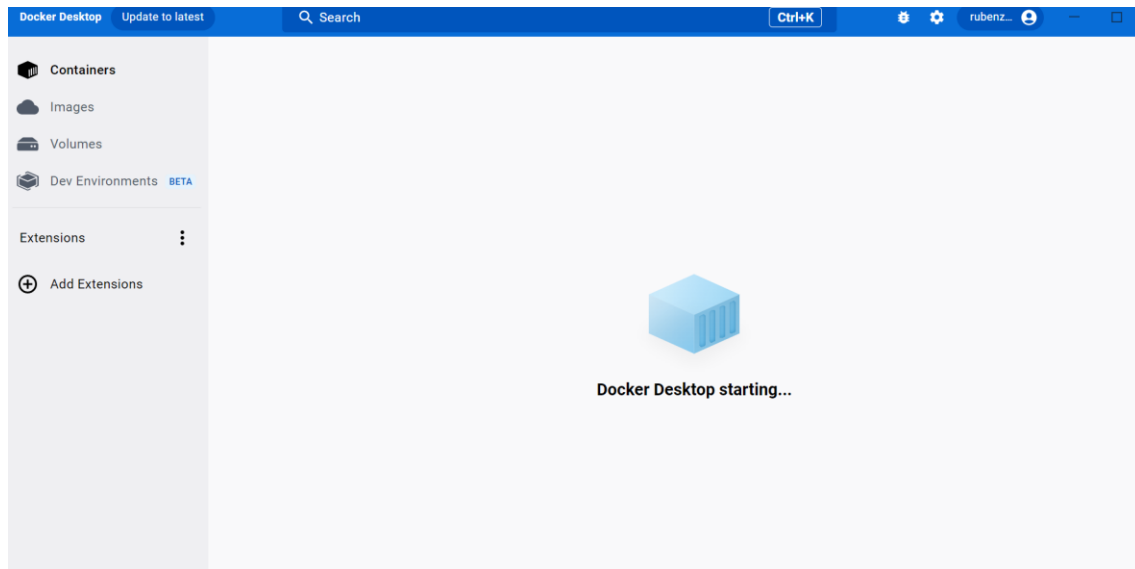 Docker Desktop Update to latest Search Ctrl+K rubenz...
Containers
Images
Volumes
Dev Environments BETA
Extensions
Add Extensions
Docker Desktop starting...